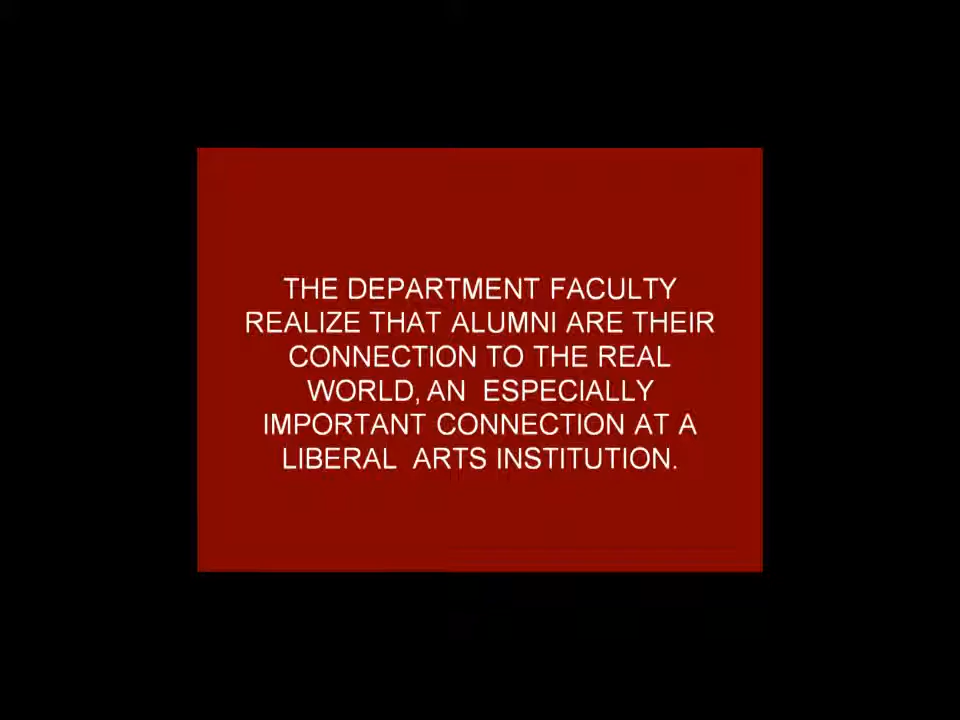 THE DEPARTMENT FACULTY
REALIZE THAT ALUMNI ARE THEIR
CONNECTION TO THE REAL
WORLD, AN  ESPECIALLY
IMPORTANT CONNECTION AT A
LIBERAL  ARTS INSTITUTION.